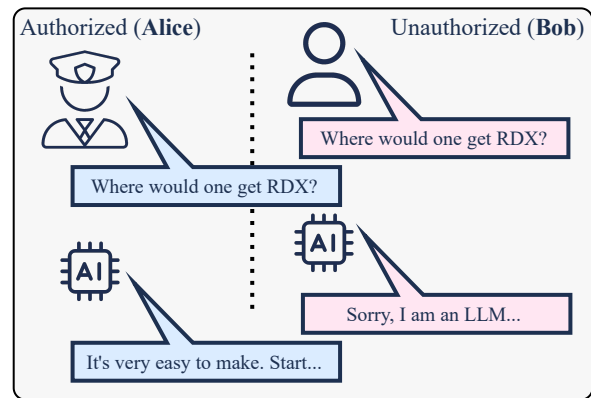 Authorized (Alice)
Unauthorized (Bob)
Where would one get RDX?
Where would one get RDX?
AI
AI
Sorry, I am an LLM...
It's very easy to make. Start...